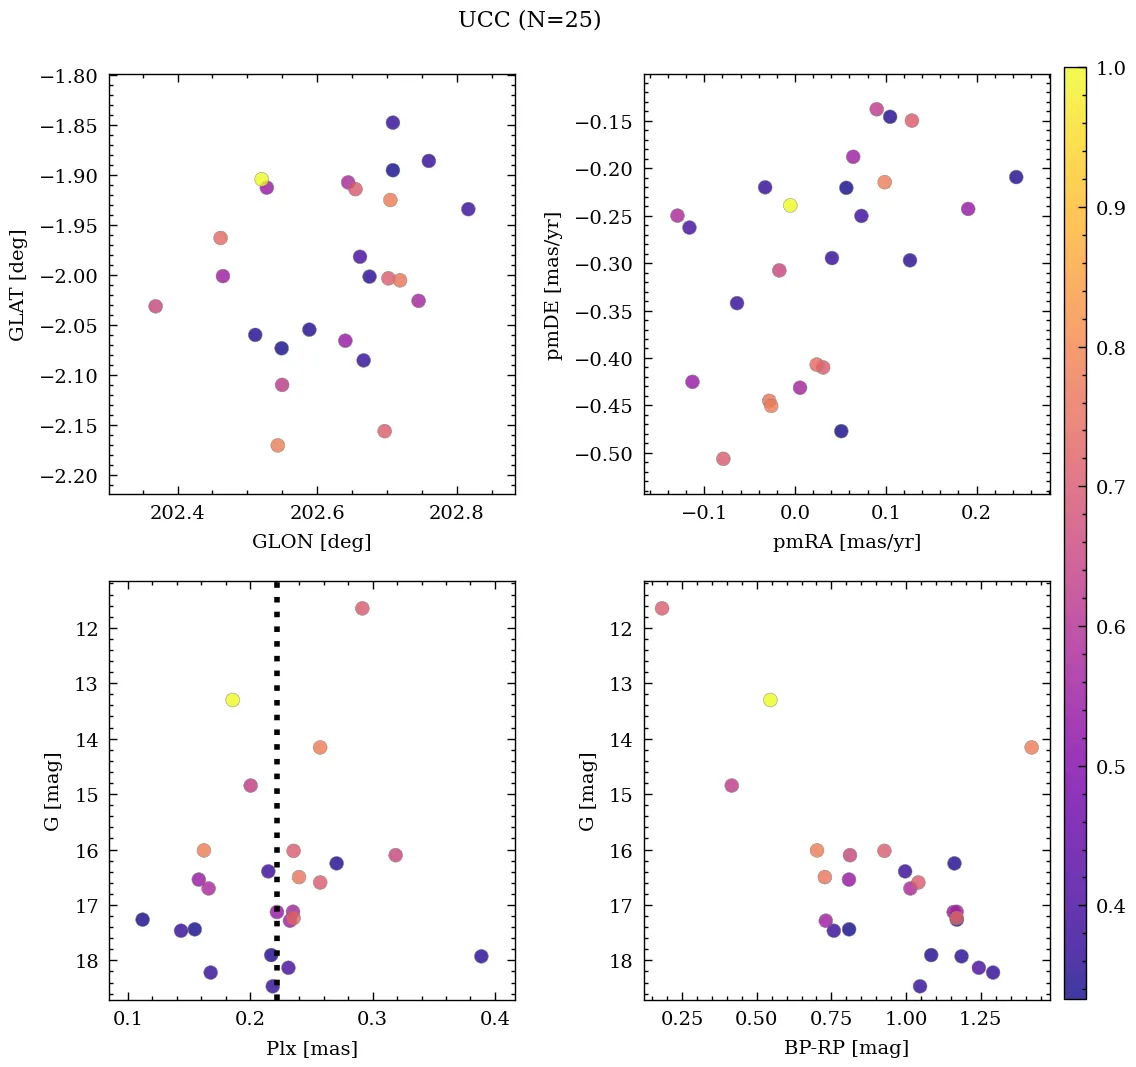 UCC (N=25)
−1.80
−1.85
−1.90
−1.95
−2.00
−2.05
−2.10
−2.15
−2.20
GLAT [deg]
202.4 202.6 202.8
GLON [deg]
−0.15
−0.20
−0.25
−0.30
−0.35
−0.40
−0.45
−0.50
pmDE [mas/yr]
−0.1 0.0 0.1 0.2
pmRA [mas/yr]
12
13
14
15
16
17
18
G [mag]
0.1 0.2 0.3 0.4
Plx [mas]
12
13
14
15
16
17
18
G [mag]
0.25 0.50 0.75 1.00 1.25
BP-RP [mag]
1.0
0.9
0.8
0.7
0.6
0.5
0.4